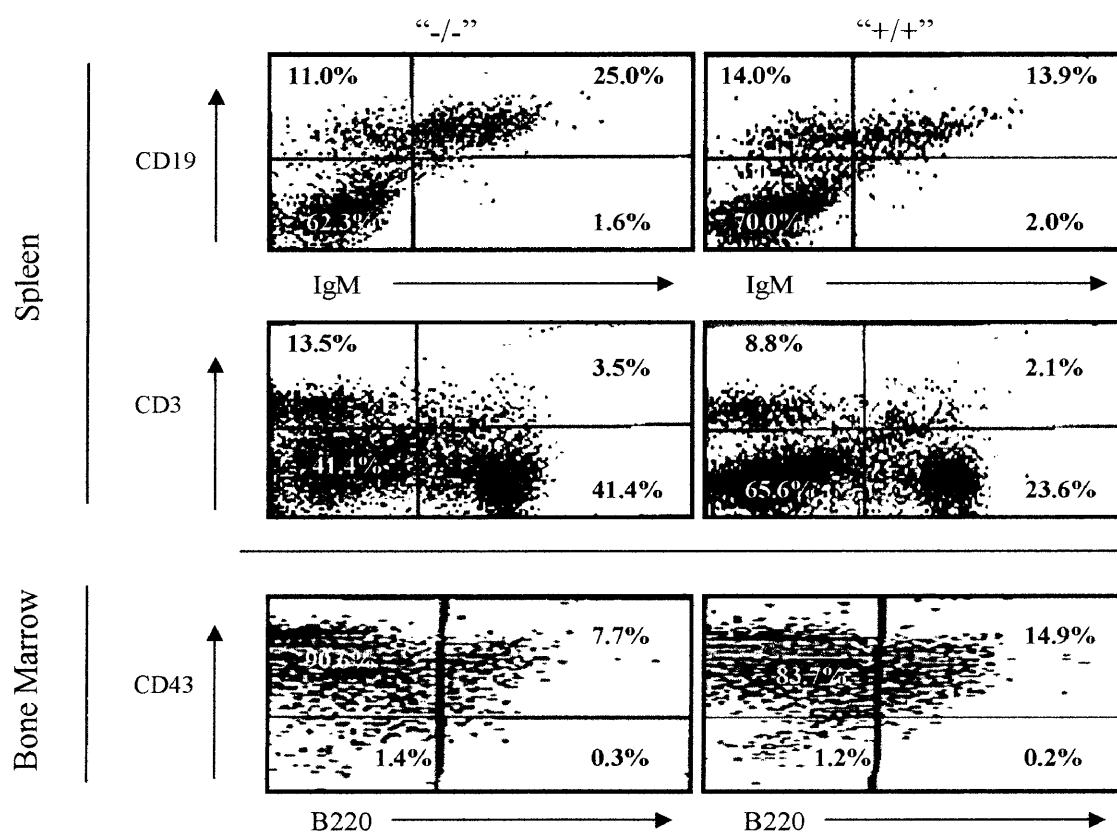 “-/-”
“+/+”
Spleen
CD19
11.0%
25.0%
62.3%
1.6%
14.0%
13.9%
70.0%
2.0%
IgM
IgM
CD3
13.5%
3.5%
41.4%
41.4%
8.8%
2.1%
65.6%
23.6%
Bone Marrow
CD43
90.6%
7.7%
1.4%
0.3%
83.7%
14.9%
1.2%
0.2%
B220
B220